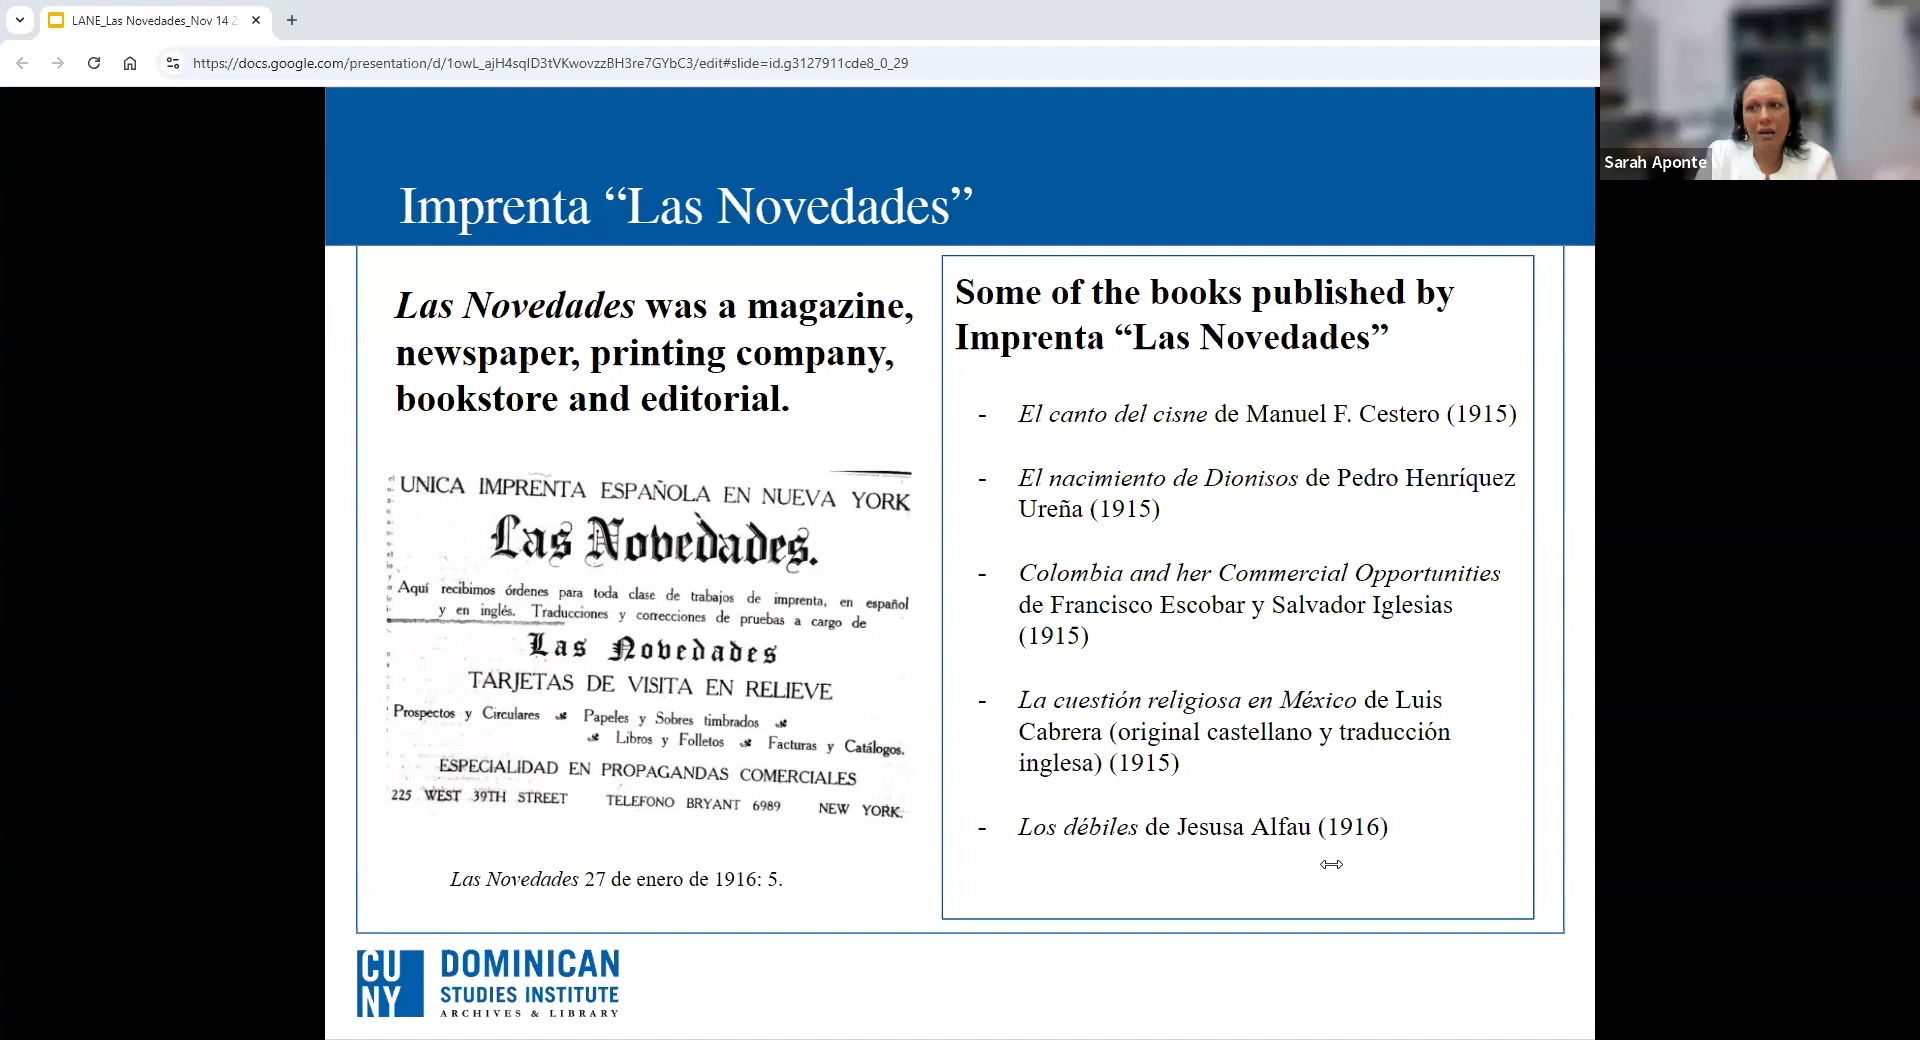 LANE_Las Novedades_Nov 14 2
https://docs.google.com/presentation/d/1owL_ajH4sqID3tVKwovzzBH3re7GYbC3/edit#slide=id.g3127911cde8_0_29
Sarah Aponte
Imprenta “Las Novedades”
Las Novedades was a magazine,
newspaper, printing company,
bookstore and editorial.
UNICA IMPRENTA ESPAÑOLA EN NUEVA YORK
Las Novedades.
Aquí recibimos órdenes para toda clase de trabajos de imprenta, en español
y en inglés. Traducciones y correcciones de pruebas a cargo de
Las Novedades
TARJETAS DE VISITA EN RELIEVE
Prospectos y Circulares Papeles y Sobres timbrados
Libros y Folletos Facturas y Catálogos.
ESPECIALIDAD EN PROPAGANDAS COMERCIALES
225 WEST 39TH STREET TELEFONO BRYANT 6989 NEW YORK.
Las Novedades 27 de enero de 1916: 5.
Some of the books published by
Imprenta “Las Novedades”
- El canto del cisne de Manuel F. Cestero (1915)
- El nacimiento de Dionisos de Pedro Henríquez
Ureña (1915)
- Colombia and her Commercial Opportunities
de Francisco Escobar y Salvador Iglesias
(1915)
- La cuestión religiosa en México de Luis
Cabrera (original castellano y traducción
inglesa) (1915)
- Los débiles de Jesusa Alfau (1916)
CU
NY
DOMINICAN
STUDIES INSTITUTE
ARCHIVES & LIBRARY